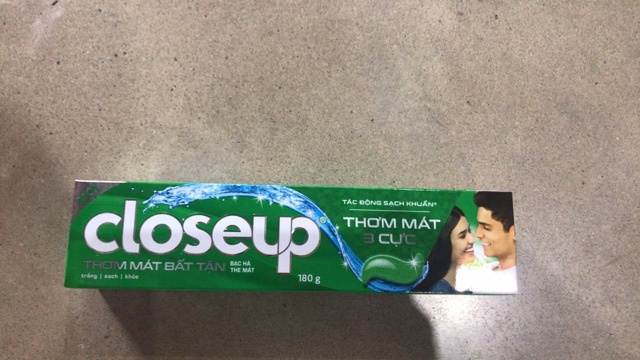 closeup®
THƠM MÁT BẤT TẬN
BẠC HÀ
THE MÁT
trắng | sạch | khỏe
180 g
TÁC ĐỘNG SẠCH KHUẨN*
THƠM MÁT
3 CỰC